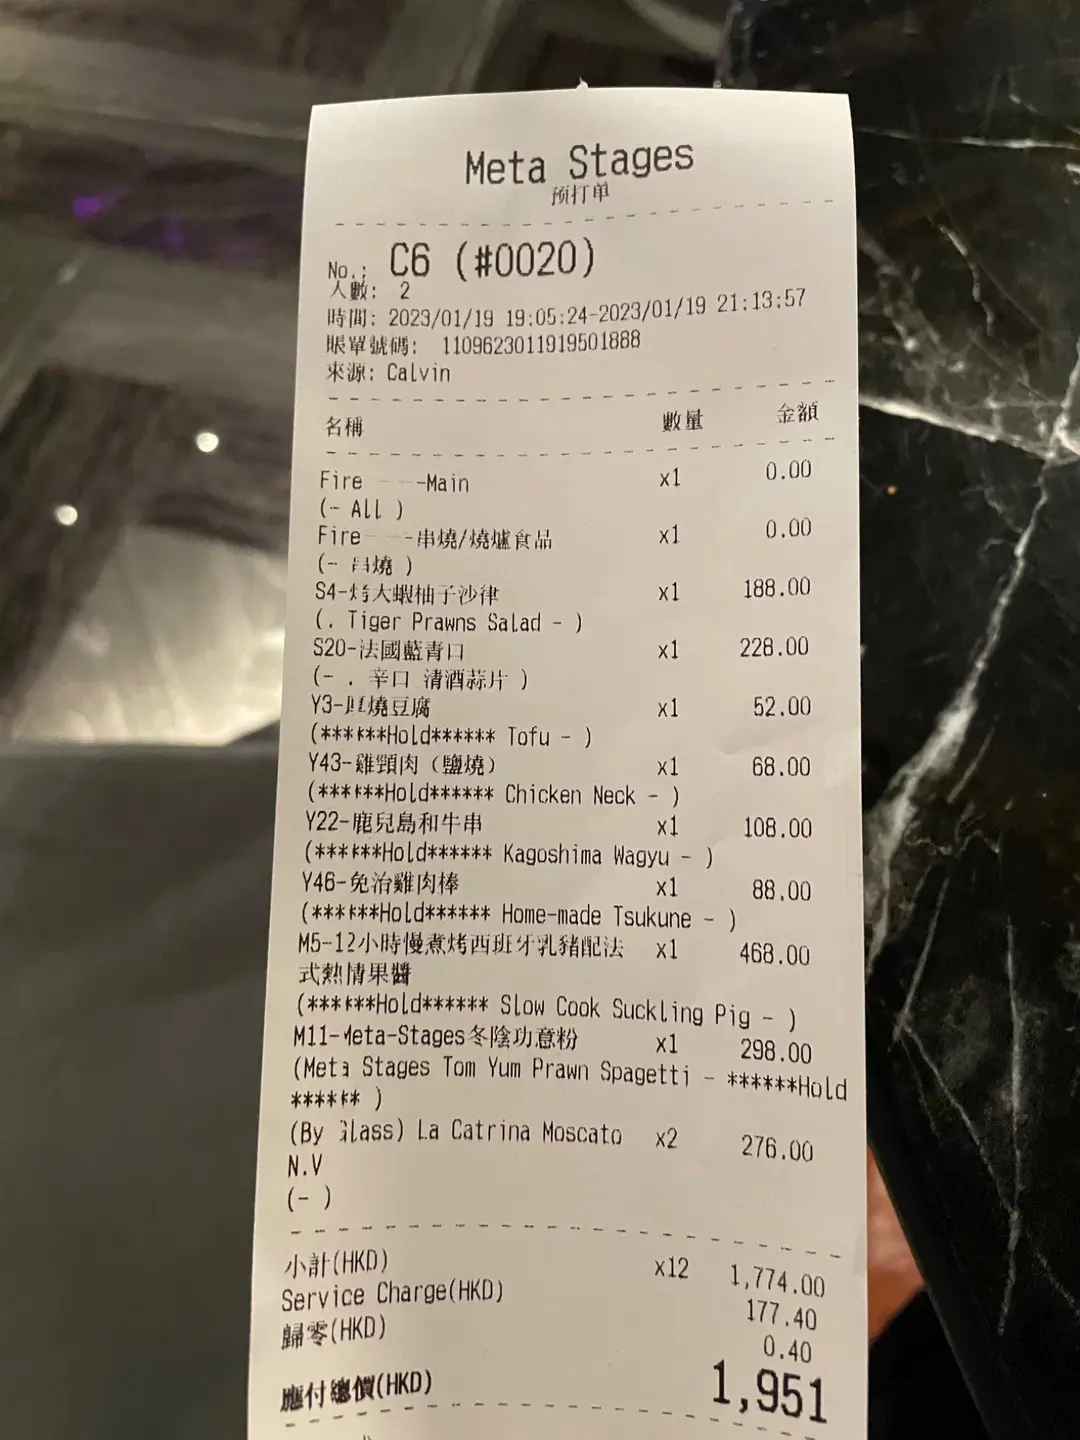 Meta Stages
预打单
No.: C6 (#0020)
人數: 2
時間: 2023/01/19 19:05:24-2023/01/19 21:13:57
賬單號碼: 1109623011919501888
來源: Calvin
名稱 數量 金額
Fire -Main x1 0.00
(- All )
Fire -串燒/燒爐食品 x1 0.00
(- 串燒 )
S4-烤大蝦柚子沙律 x1 188.00
(. Tiger Prawns Salad - )
S20-法國藍青口 x1 228.00
(- . 辛口 清酒蒜片 )
Y3-厚燒豆腐 x1 52.00
(******Hold****** Tofu - )
Y43-雞頸肉（鹽燒） x1 68.00
(******Hold****** Chicken Neck - )
Y22-鹿兒島和牛串 x1 108.00
(******Hold****** Kagoshima Wagyu - )
Y46-免治雞肉棒 x1 88.00
(******Hold****** Home-made Tsukune - )
M5-12小時慢煮烤西班牙乳豬配法 x1 468.00
式熱情果醬
(******Hold****** Slow Cook Suckling Pig - )
M11-Meta-Stages冬陰功意粉 x1 298.00
(Meta Stages Tom Yum Prawn Spagetti - ******Hold
****** )
(By Glass) La Catrina Moscato x2 276.00
N.V
(- )
小計(HKD) x12 1,774.00
Service Charge(HKD) 177.40
歸零(HKD) 0.40
應付總價(HKD) 1,951